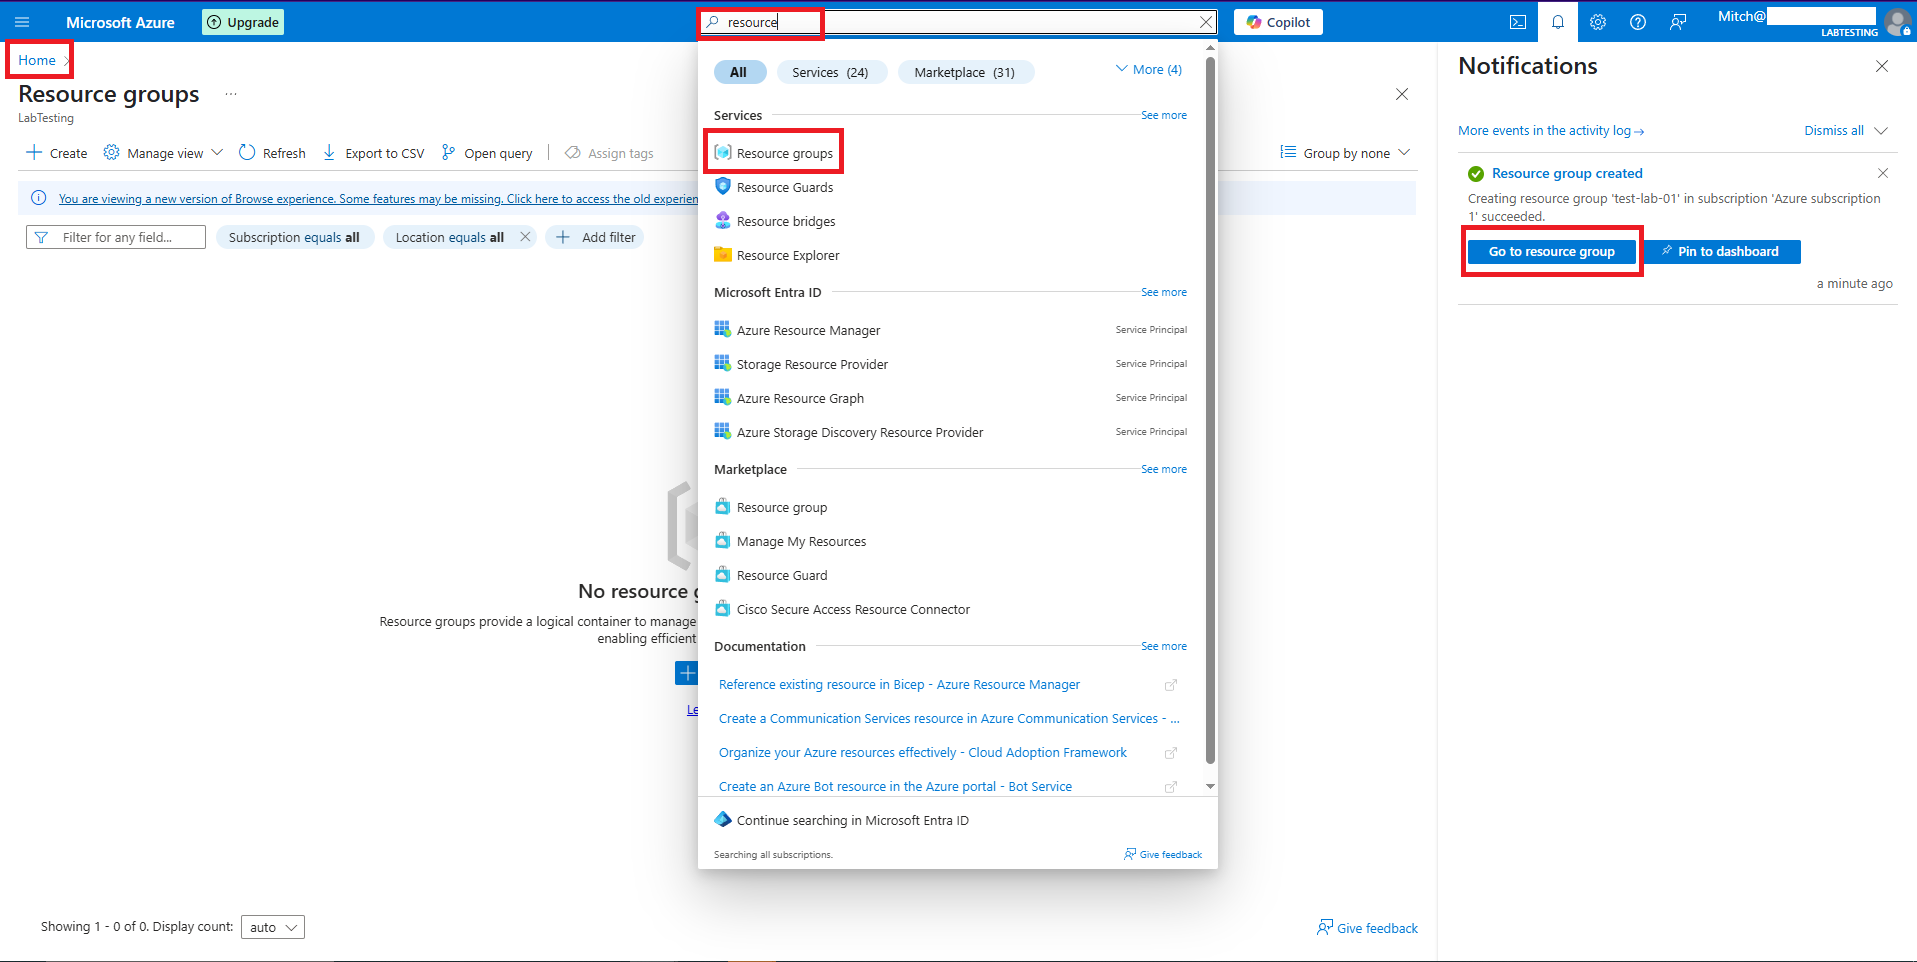 Microsoft Azure
Upgrade
resource
Copilot
Mitch@
LABTESTING
Home >
Resource groups ...
LabTesting
Create
Manage view
Refresh
Export to CSV
Open query
Assign tags
Group by none
You are viewing a new version of Browse experience. Some features may be missing. Click here to access the old experien
Filter for any field...
Subscription equals all
Location equals all
Add filter
No resource g
Resource groups provide a logical container to manage
enabling efficient
Le
Showing 1 - 0 of 0. Display count:
auto
Give feedback
All
Services (24)
Marketplace (31)
More (4)
Services
See more
Resource groups
Resource Guards
Resource bridges
Resource Explorer
Microsoft Entra ID
See more
Azure Resource Manager
Service Principal
Storage Resource Provider
Service Principal
Azure Resource Graph
Service Principal
Azure Storage Discovery Resource Provider
Service Principal
Marketplace
See more
Resource group
Manage My Resources
Resource Guard
Cisco Secure Access Resource Connector
Documentation
See more
Reference existing resource in Bicep - Azure Resource Manager
Create a Communication Services resource in Azure Communication Services - ...
Organize your Azure resources effectively - Cloud Adoption Framework
Create an Azure Bot resource in the Azure portal - Bot Service
Continue searching in Microsoft Entra ID
Searching all subscriptions.
Give feedback
Notifications
More events in the activity log →
Dismiss all
Resource group created
Creating resource group 'test-lab-01' in subscription 'Azure subscription
1' succeeded.
Go to resource group
Pin to dashboard
a minute ago